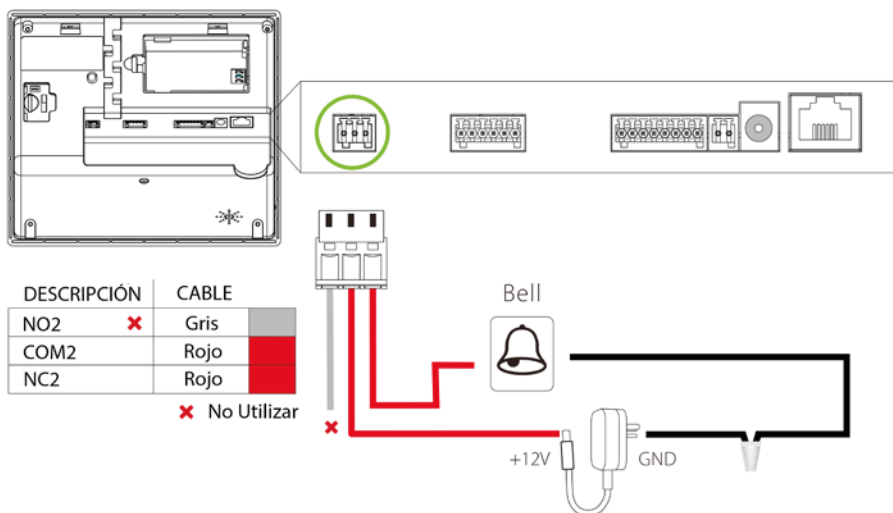 DESCRIPCIÓN CABLE
NO2 ✖ Gris
COM2 Rojo
NC2 Rojo
✖ No Utilizar
Bell
✖
+12V
GND